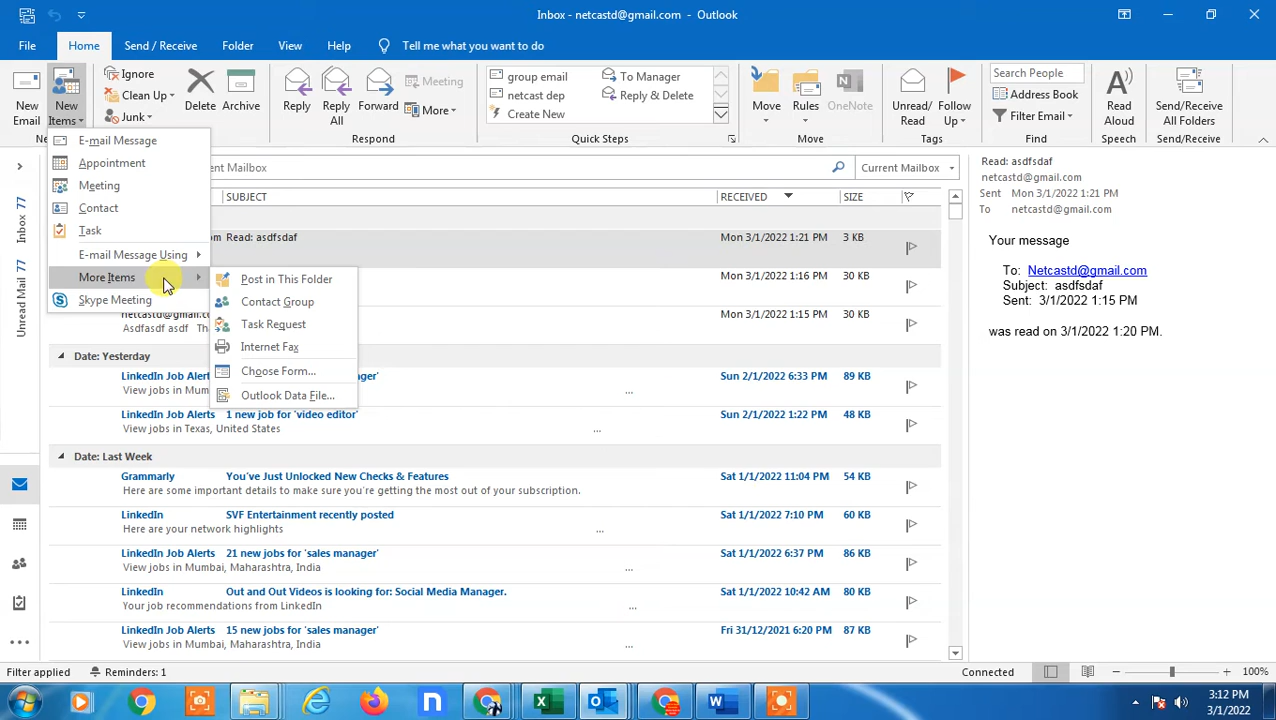 Inbox - netcastd@gmail.com - Outlook
File Home Send / Receive Folder View Help Tell me what you want to do
New Email
New Items
Ignore
Clean Up
Junk
Delete
Archive
Reply
Reply All
Forward
Meeting
More
Respond
group email
netcast dep
Create New
To Manager
Reply & Delete
Quick Steps
Move
Rules
OneNote
Move
Unread/ Read
Follow Up
Tags
Search People
Address Book
Filter Email
Find
Read Aloud
Speech
Send/Receive All Folders
Send/Receive
E-mail Message
Appointment
Meeting
Contact
Task
E-mail Message Using
More Items
Skype Meeting
Post in This Folder
Contact Group
Task Request
Internet Fax
Choose Form...
Outlook Data File...
Inbox 77
Unread Mail 77
Current Mailbox
SUBJECT RECEIVED SIZE
Read: asdfsdaf Mon 3/1/2022 1:21 PM 3 KB
Mon 3/1/2022 1:16 PM 30 KB
Mon 3/1/2022 1:15 PM 30 KB
Asdfasdf asdf
Date: Yesterday
LinkedIn Job Alerts Sun 2/1/2022 6:33 PM 89 KB
View jobs in Mum ...
LinkedIn Job Alerts 1 new job for 'video editor' Sun 2/1/2022 1:22 PM 48 KB
View jobs in Texas, United States ...
Date: Last Week
Grammarly You've Just Unlocked New Checks & Features Sat 1/1/2022 11:04 PM 54 KB
Here are some important details to make sure you're getting the most out of your subscription.
LinkedIn SVF Entertainment recently posted Sat 1/1/2022 7:10 PM 60 KB
Here are your network highlights ...
LinkedIn Job Alerts 21 new jobs for 'sales manager' Sat 1/1/2022 6:37 PM 86 KB
View jobs in Mumbai, Maharashtra, India ...
LinkedIn Out and Out Videos is looking for: Social Media Manager. Sat 1/1/2022 10:42 AM 80 KB
Your job recommendations from LinkedIn ...
LinkedIn Job Alerts 15 new jobs for 'sales manager' Fri 31/12/2021 6:20 PM 87 KB
View jobs in Mumbai, Maharashtra, India ...
Read: asdfsdaf
netcastd@gmail.com
Sent Mon 3/1/2022 1:21 PM
To netcastd@gmail.com
Your message
To: Netcastd@gmail.com
Subject: asdfsdaf
Sent: 3/1/2022 1:15 PM
was read on 3/1/2022 1:20 PM.
Filter applied Reminders: 1 Connected 100%
3:12 PM
3/1/2022